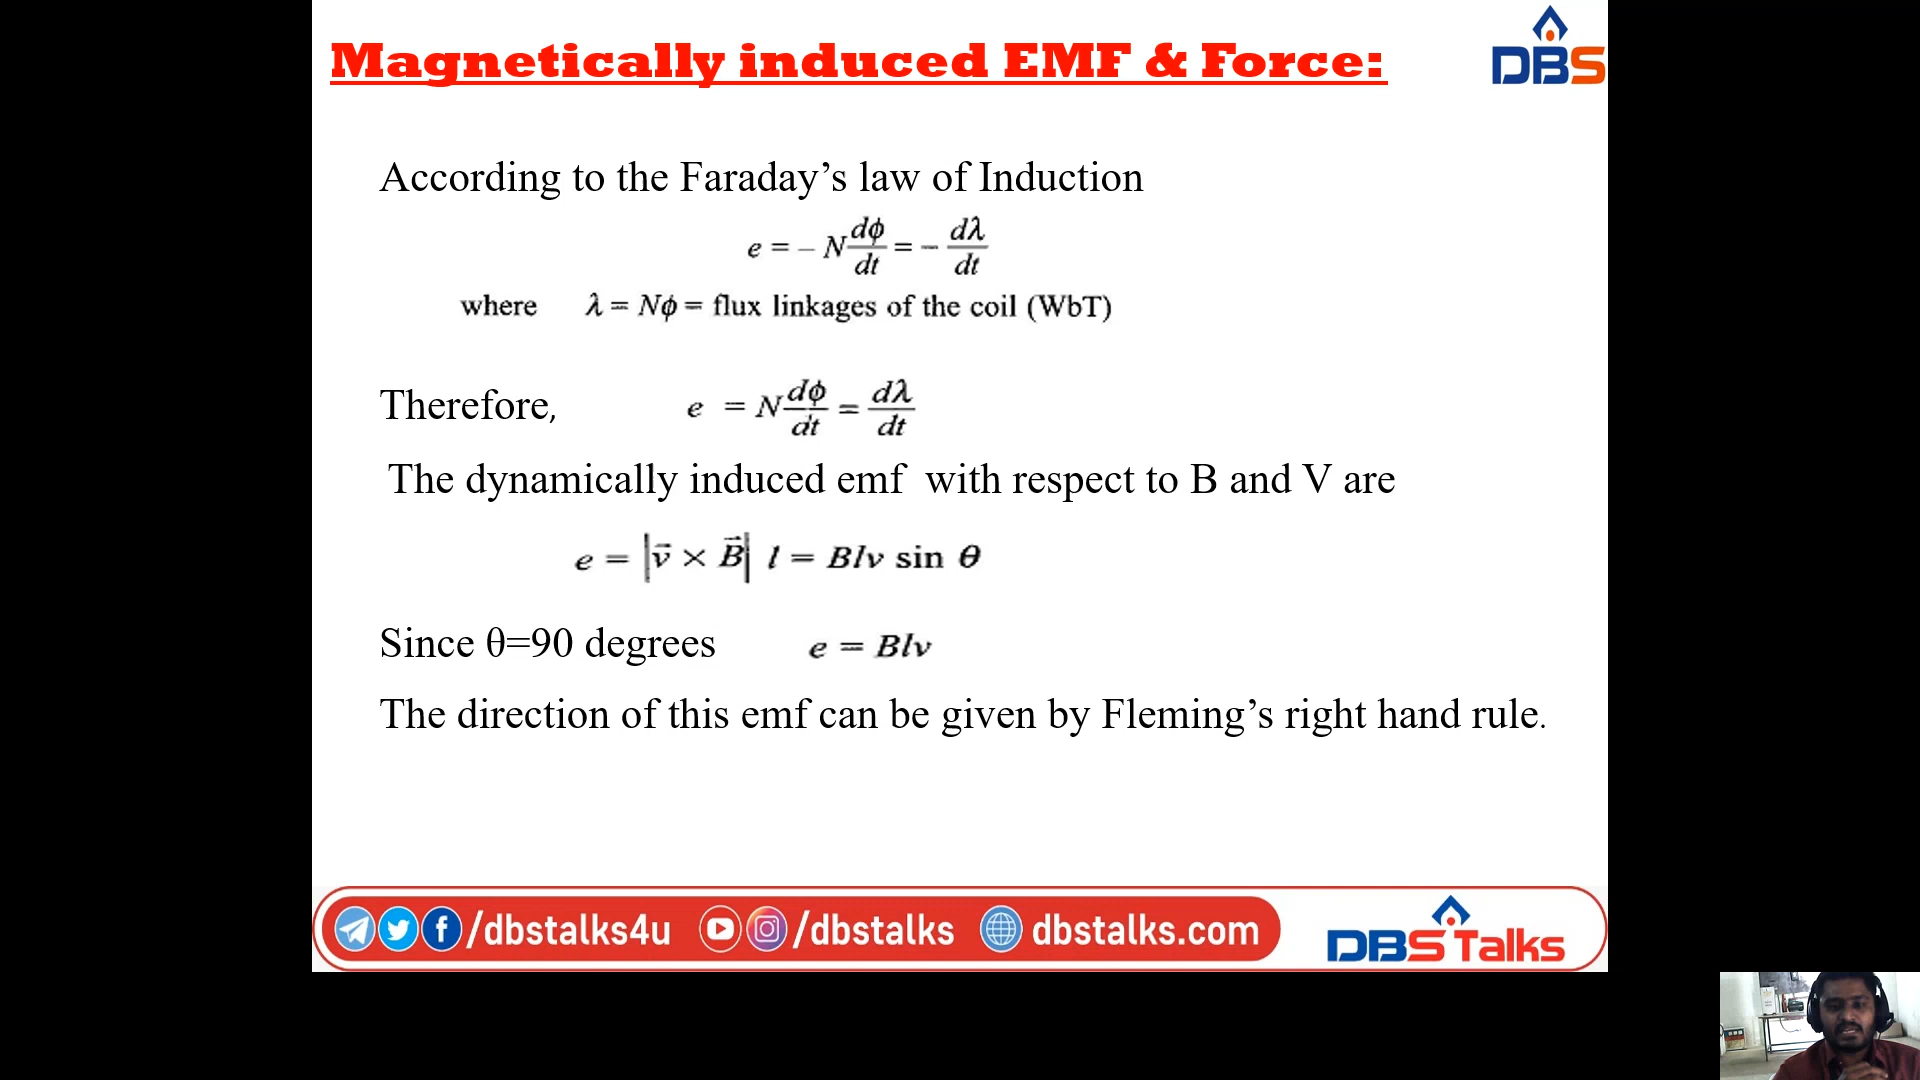 Magnetically induced EMF & Force:
DBS
According to the Faraday’s law of Induction
e = – N dϕ/dt = – dλ/dt
where λ = Nϕ = flux linkages of the coil (WbT)
Therefore, e = N dϕ/dt = dλ/dt
The dynamically induced emf with respect to B and V are
e = |v⃗ × B⃗| l = Blv sin θ
Since θ=90 degrees e = Blv
The direction of this emf can be given by Fleming’s right hand rule.
/dbstalks4u /dbstalks dbstalks.com DBS Talks